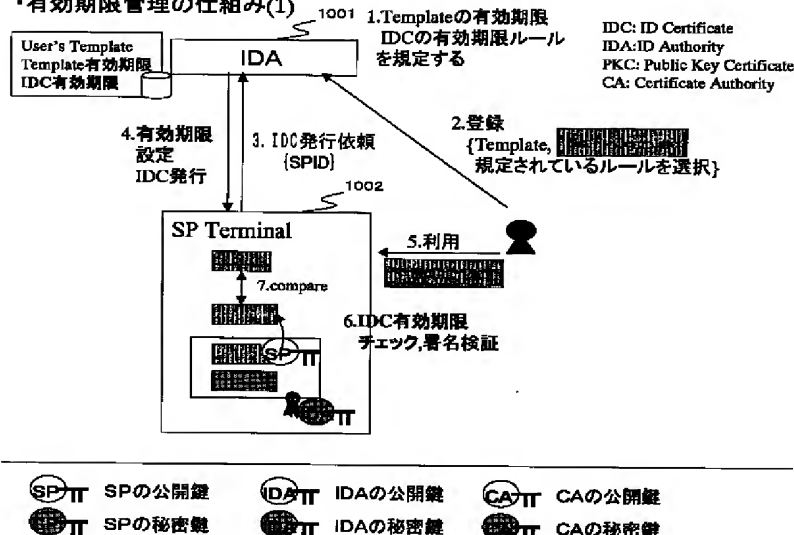 ・有効期限管理の仕組み(1)
1001
1.Templateの有効期限
IDCの有効期限ルール
を規定する
IDC: ID Certificate
IDA:ID Authority
PKC: Public Key Certificate
CA: Certificate Authority
User's Template
Template有効期限
IDC有効期限
IDA
4.有効期限
設定
IDC発行
3. IDC発行依頼
{SPID}
2.登録
{Template,
規定されているルールを選択}
1002
SP Terminal
5.利用
7.compare
6.IDC有効期限
チェック,署名検証
SP
SP SPの公開鍵
IDA IDAの公開鍵
CA CAの公開鍵
SPの秘密鍵
IDAの秘密鍵
CAの秘密鍵